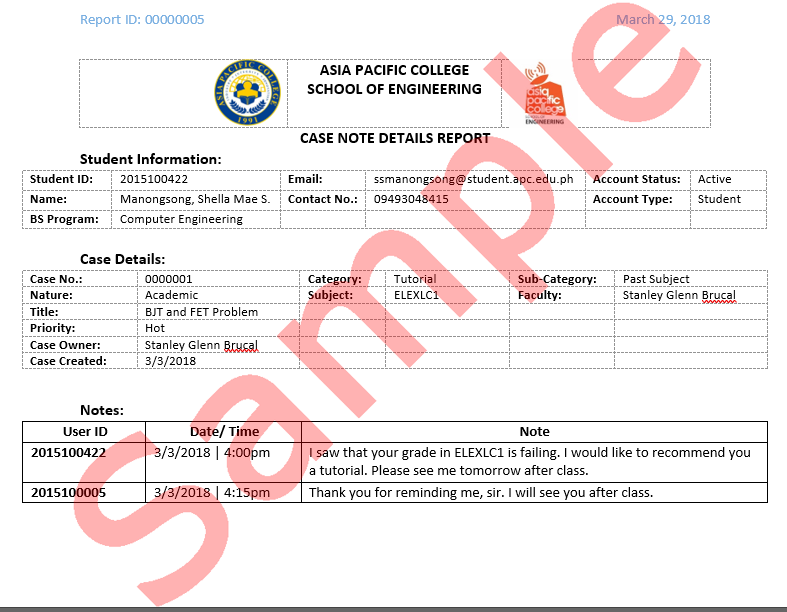 Report ID: 00000005 March 29, 2018
ASIA PACIFIC COLLEGE
SCHOOL OF ENGINEERING
ASIA PACIFIC COLLEGE
1991
asia
pacific
college
SCHOOL OF
ENGINEERING
CASE NOTE DETAILS REPORT
Student Information:
Student ID: 2015100422 Email: ssmanongsong@student.apc.edu.ph Account Status: Active
Name: Manongsong, Shella Mae S. Contact No.: 09493048415 Account Type: Student
BS Program: Computer Engineering
Case Details:
Case No.: 0000001 Category: Tutorial Sub-Category: Past Subject
Nature: Academic Subject: ELEXLC1 Faculty: Stanley Glenn Brucal
Title: BJT and FET Problem
Priority: Hot
Case Owner: Stanley Glenn Brucal
Case Created: 3/3/2018
Notes:
User ID Date/ Time Note
2015100422 3/3/2018 | 4:00pm I saw that your grade in ELEXLC1 is failing. I would like to recommend you
a tutorial. Please see me tomorrow after class.
2015100005 3/3/2018 | 4:15pm Thank you for reminding me, sir. I will see you after class.
Sample